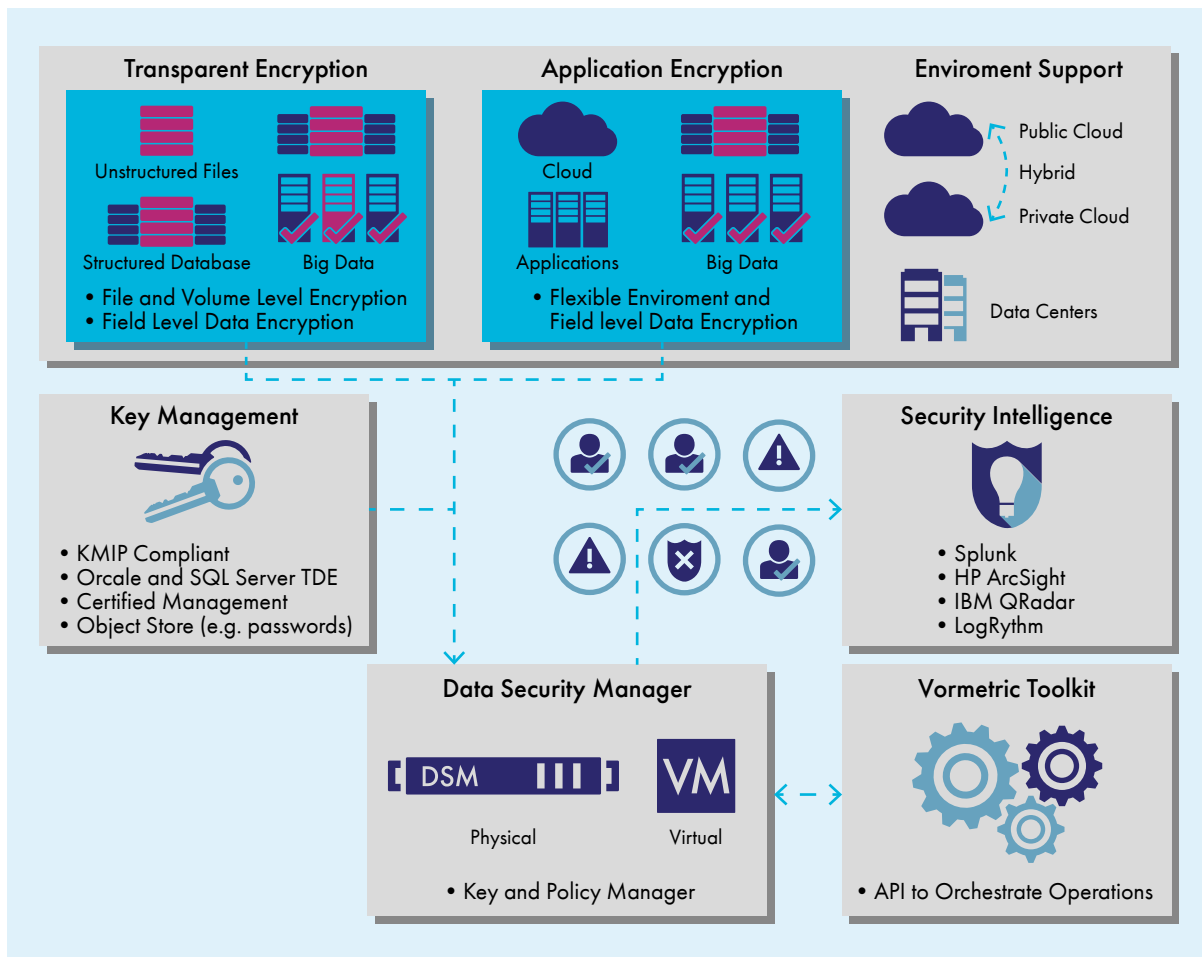 Transparent Encryption
Unstructured Files
Structured Database
Big Data
• File and Volume Level Encryption
• Field Level Data Encryption
Application Encryption
Cloud
Applications
Big Data
• Flexible Enviroment and
Field level Data Encryption
Enviroment Support
Public Cloud
Hybrid
Private Cloud
Data Centers
Key Management
• KMIP Compliant
• Orcale and SQL Server TDE
• Certified Management
• Object Store (e.g. passwords)
Security Intelligence
• Splunk
• HP ArcSight
• IBM QRadar
• LogRythm
Data Security Manager
DSM
VM
Physical
Virtual
• Key and Policy Manager
Vormetric Toolkit
• API to Orchestrate Operations